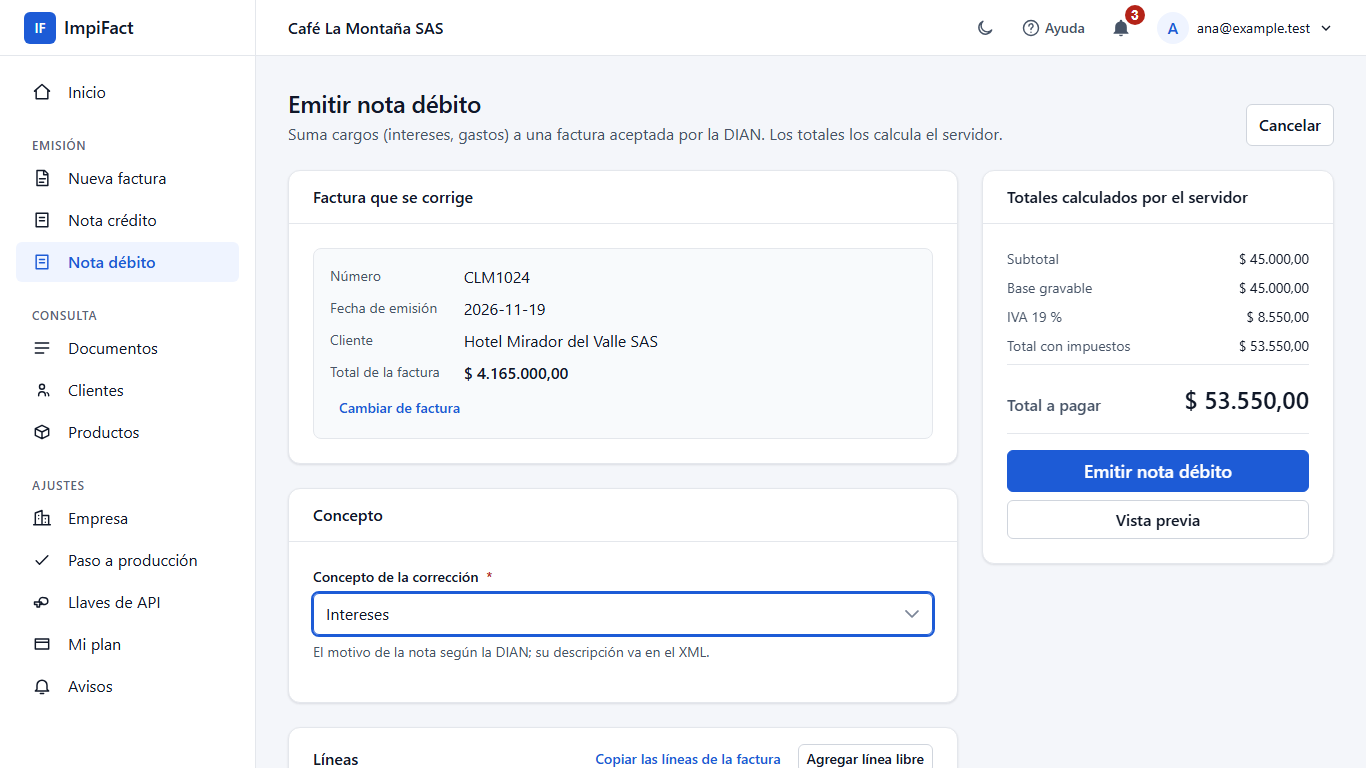 IF ImpiFact
Café La Montaña SAS
Ayuda
3
A ana@example.test
Inicio
EMISIÓN
Nueva factura
Nota crédito
Nota débito
CONSULTA
Documentos
Clientes
Productos
AJUSTES
Empresa
Paso a producción
Llaves de API
Mi plan
Avisos
Emitir nota débito
Suma cargos (intereses, gastos) a una factura aceptada por la DIAN. Los totales los calcula el servidor.
Cancelar
Factura que se corrige
Número CLM1024
Fecha de emisión 2026-11-19
Cliente Hotel Mirador del Valle SAS
Total de la factura $ 4.165.000,00
Cambiar de factura
Concepto
Concepto de la corrección *
Intereses
El motivo de la nota según la DIAN; su descripción va en el XML.
Líneas Copiar las líneas de la factura Agregar línea libre
Totales calculados por el servidor
Subtotal $ 45.000,00
Base gravable $ 45.000,00
IVA 19 % $ 8.550,00
Total con impuestos $ 53.550,00
Total a pagar $ 53.550,00
Emitir nota débito
Vista previa